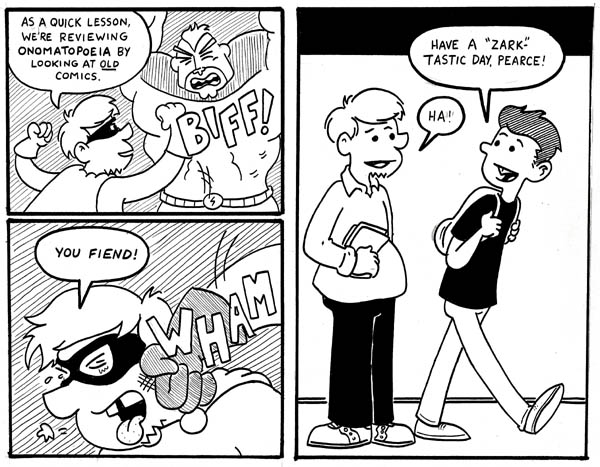 AS A QUICK LESSON,
WE'RE REVIEWING
ONOMATOPOEIA BY
LOOKING AT OLD
COMICS.
BIFF!
YOU FIEND!
WHAM
HAVE A "ZARK"-
TASTIC DAY, PEARCE!
HA!!